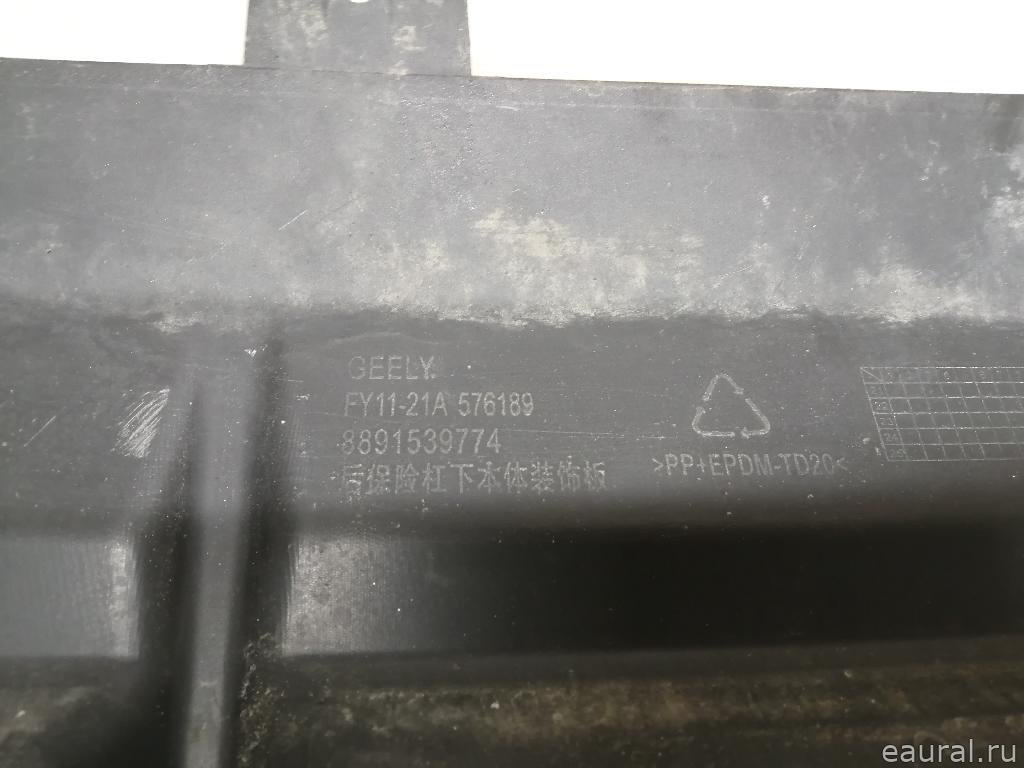 GEELY
FY11-21A 576189
8891539774
后保险杠下本体装饰板
>PP+EPDM-TD20<
eaural.ru